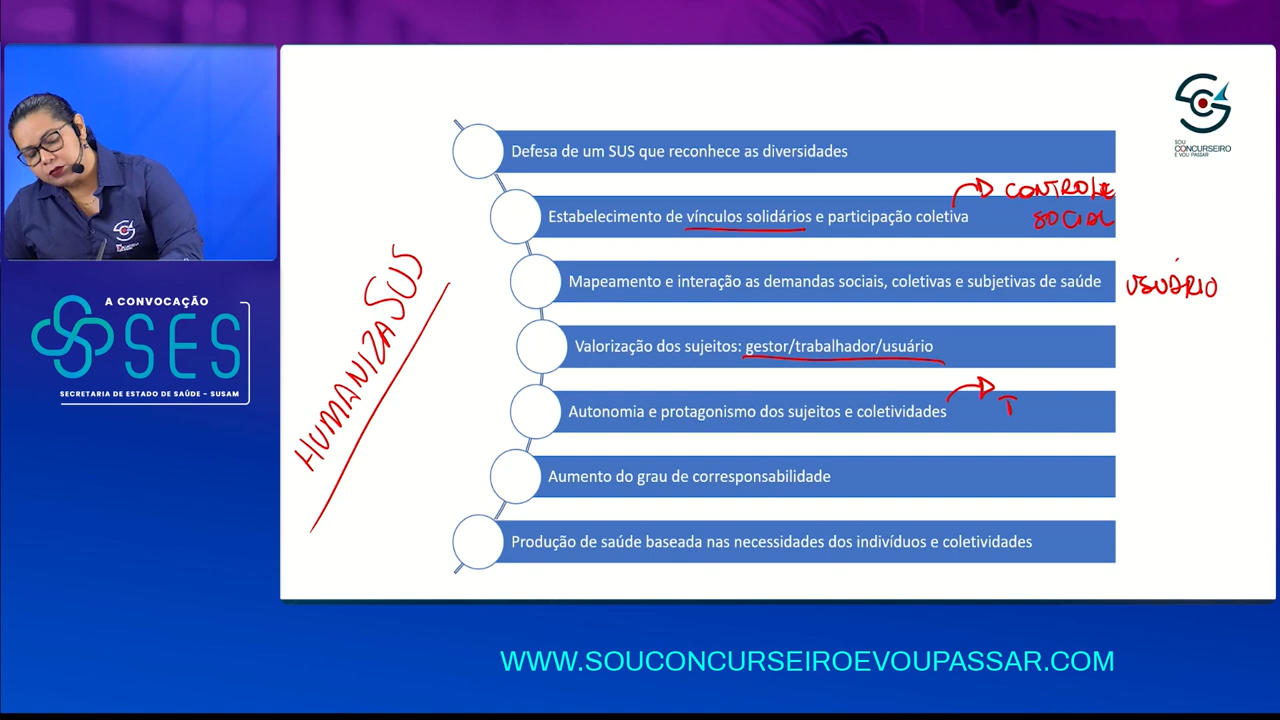 SOU
CONCURSEIRO
E VOU PASSAR
Defesa de um SUS que reconhece as diversidades
CONTROLE
Estabelecimento de vínculos solidários e participação coletiva
SOCIAL
Mapeamento e interação as demandas sociais, coletivas e subjetivas de saúde
USUÁRIO
Valorização dos sujeitos: gestor/trabalhador/usuário
Autonomia e protagonismo dos sujeitos e coletividades
T
Aumento do grau de corresponsabilidade
Produção de saúde baseada nas necessidades dos indivíduos e coletividades
HUMANIZASUS
A CONVOCAÇÃO
SES
SECRETARIA DE ESTADO DE SAÚDE - SUSAM
WWW.SOUCONCURSEIROEVOUPASSAR.COM